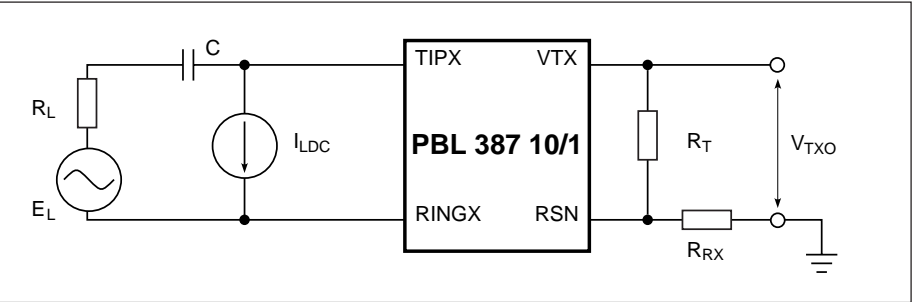 C
TIPX VTX
R_L
I_LDC
PBL 387 10/1
R_T
V_TXO
E_L
RINGX RSN
R_RX